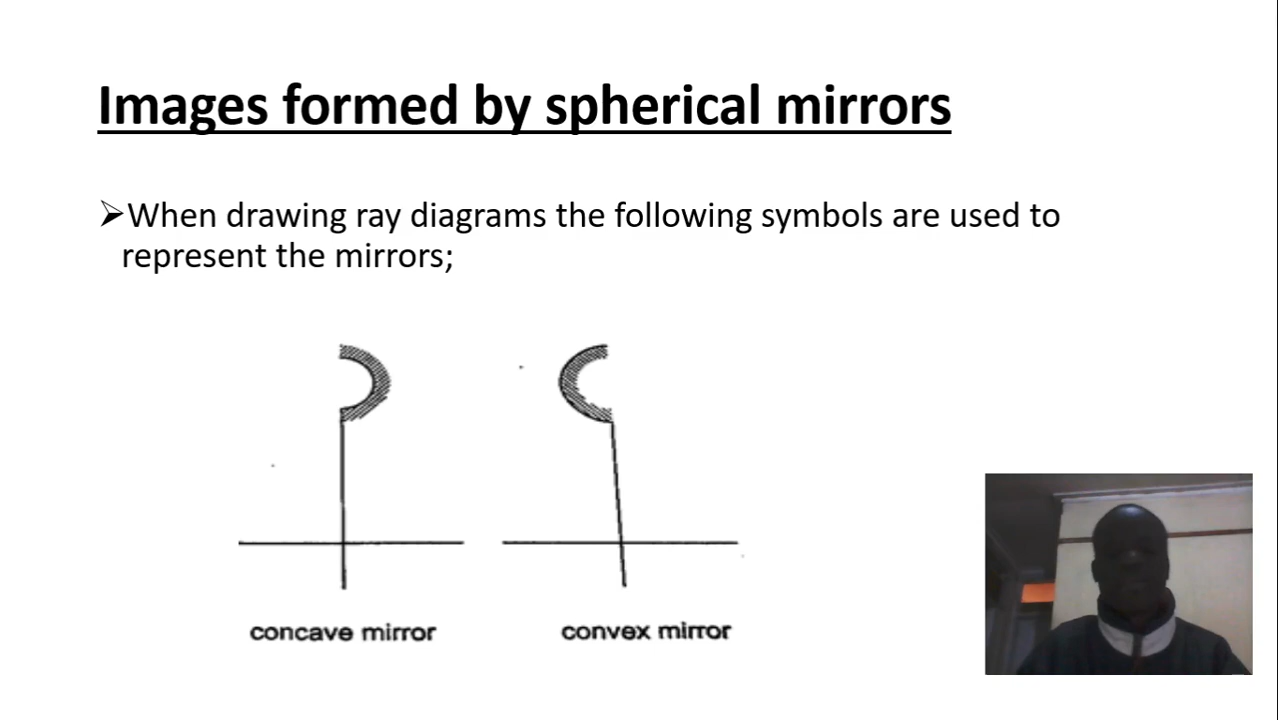 Images formed by spherical mirrors
➢When drawing ray diagrams the following symbols are used to
represent the mirrors;
concave mirror
convex mirror